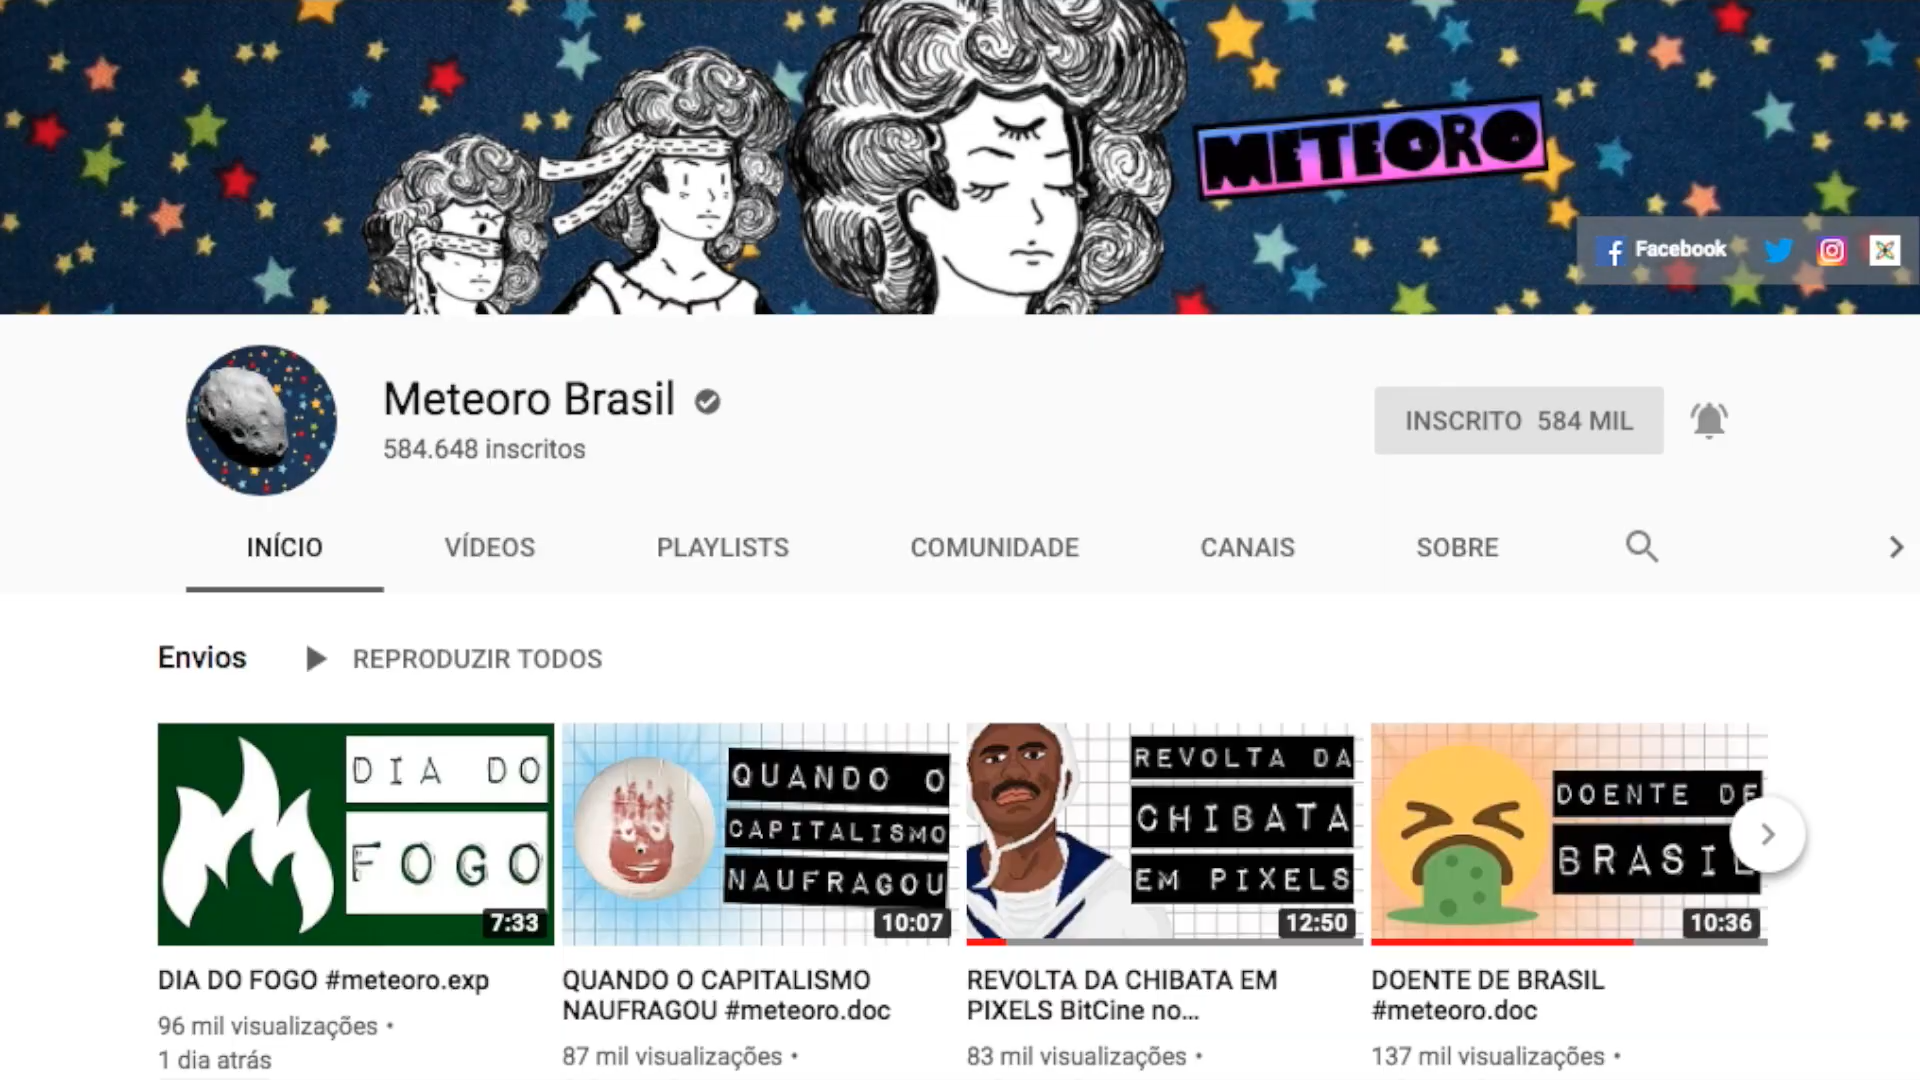 METEORO
Facebook
Meteoro Brasil
584.648 inscritos
INSCRITO 584 MIL
INÍCIO VÍDEOS PLAYLISTS COMUNIDADE CANAIS SOBRE
Envios REPRODUZIR TODOS
DIA DO
FOGO
7:33
QUANDO O
CAPITALISMO
NAUFRAGOU
10:07
REVOLTA DA
CHIBATA
EM PIXELS
12:50
DOENTE DE
BRASIL
10:36
DIA DO FOGO #meteoro.exp
96 mil visualizações •
1 dia atrás
QUANDO O CAPITALISMO
NAUFRAGOU #meteoro.doc
87 mil visualizações •
REVOLTA DA CHIBATA EM
PIXELS BitCine no...
83 mil visualizações •
DOENTE DE BRASIL
#meteoro.doc
137 mil visualizações •